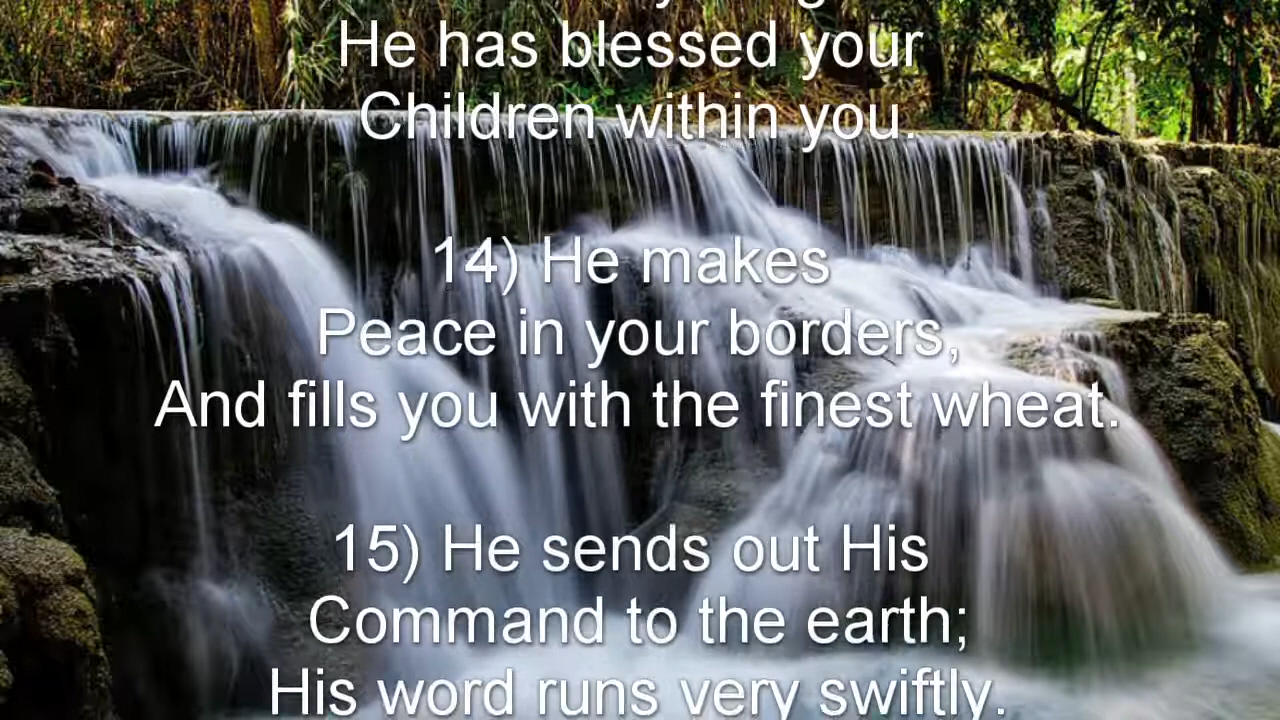 He has blessed your
Children within you.
14) He makes
Peace in your borders,
And fills you with the finest wheat.
15) He sends out His
Command to the earth;
His word runs very swiftly.